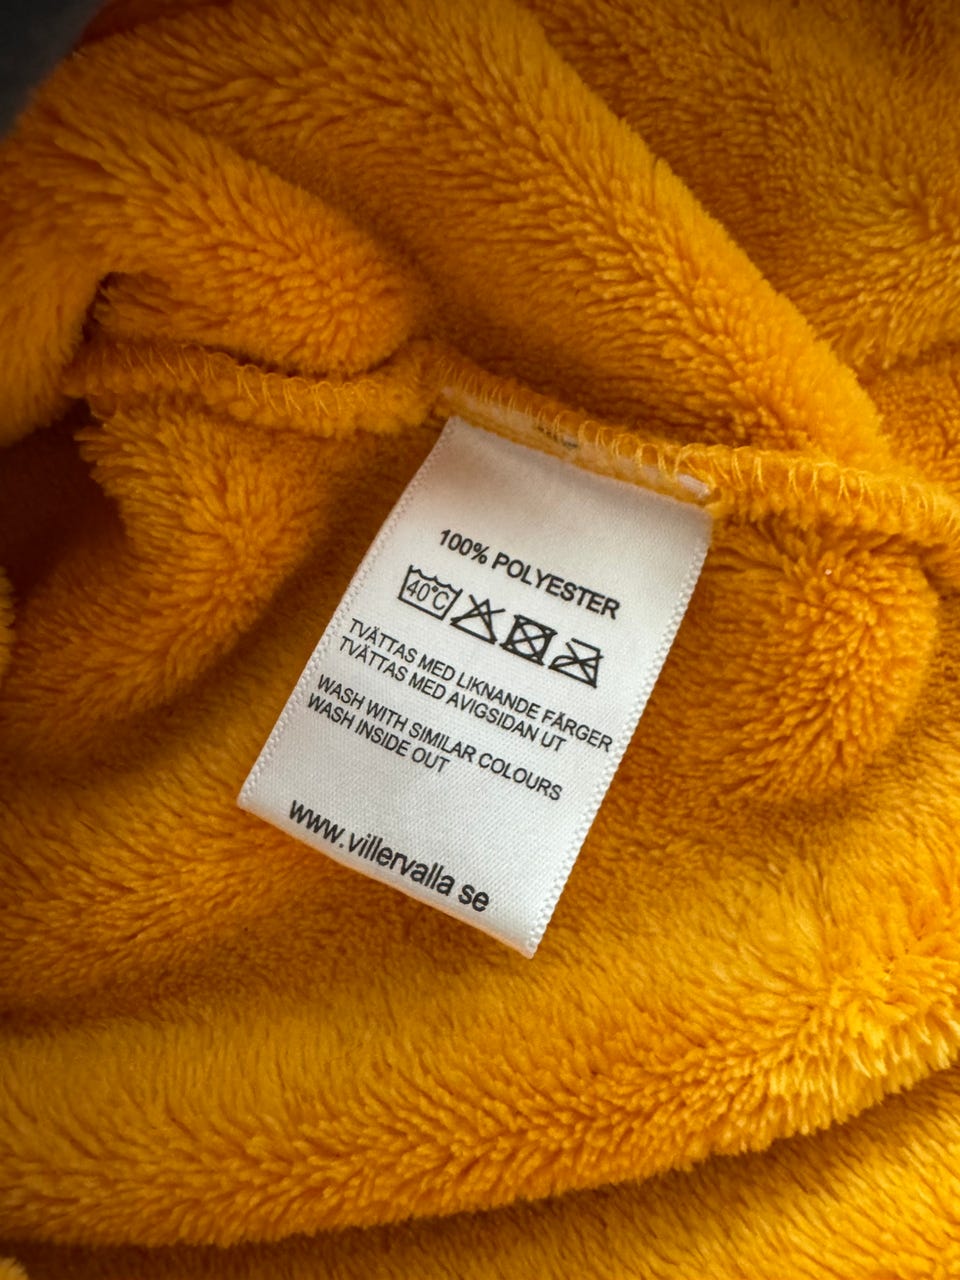 100% POLYESTER
40°C
TVÄTTAS MED LIKNANDE FÄRGER
TVÄTTAS MED AVIGSIDAN UT
WASH WITH SIMILAR COLOURS
WASH INSIDE OUT
www.villervalla se